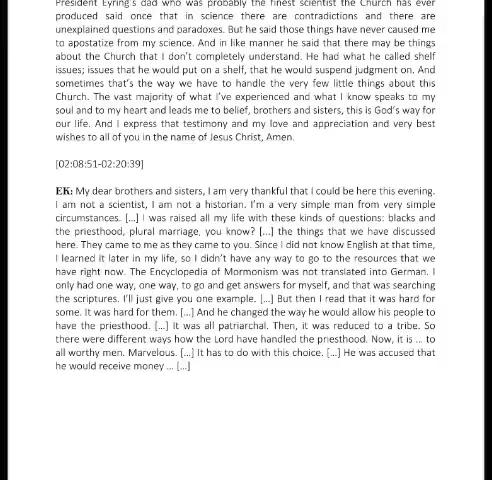 President Eyring's dad who was probably the finest scientist the Church has ever
produced said once that in science there are contradictions and there are
unexplained questions and paradoxes. But he said those things have never caused me
to apostatize from my science. And in like manner he said that there may be things
about the Church that I don't completely understand. He had what he called shelf
issues; issues that he would put on a shelf, that he would suspend judgment on. And
sometimes that's the way we have to handle the very few little things about this
Church. The vast majority of what I've experienced and what I know speaks to my
soul and to my heart and leads me to belief, brothers and sisters, this is God's way for
our life. And I express that testimony and my love and appreciation and very best
wishes to all of you in the name of Jesus Christ, Amen.
[02:08:51-02:20:39]
EK: My dear brothers and sisters, I am very thankful that I could be here this evening.
I am not a scientist, I am not a historian. I'm a very simple man from very simple
circumstances. [...] I was raised all my life with these kinds of questions: blacks and
the priesthood, plural marriage, you know? [...] the things that we have discussed
here. They came to me as they came to you. Since I did not know English at that time,
I learned it later in my life, so I didn't have any way to go to the resources that we
have right now. The Encyclopedia of Mormonism was not translated into German. I
only had one way, one way, to go and get answers for myself, and that was searching
the scriptures. I'll just give you one example. [...] But then I read that it was hard for
some. It was hard for them. [...] And he changed the way he would allow his people to
have the priesthood. [...] It was all patriarchal. Then, it was reduced to a tribe. So
there were different ways how the Lord have handled the priesthood. Now, it is ... to
all worthy men. Marvelous. [...] It has to do with this choice. [...] He was accused that
he would receive money ... [...]